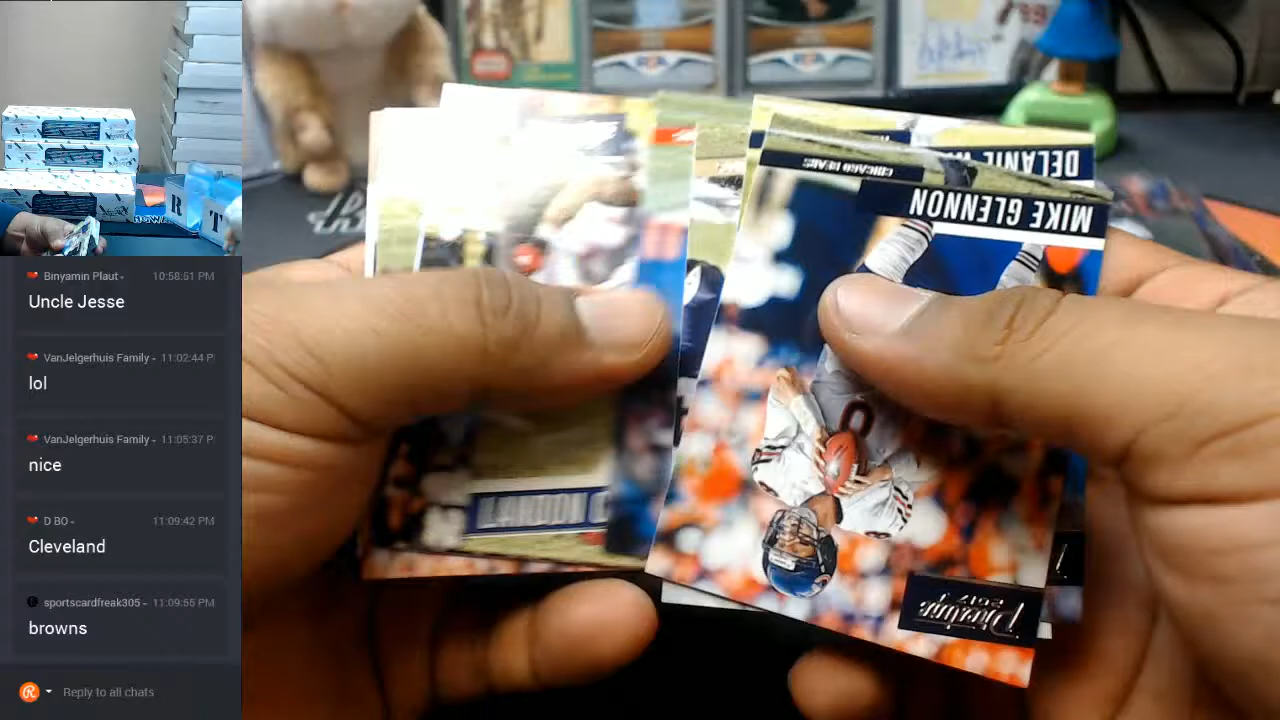 Binyamin Plaut - 10:58:51 PM
Uncle Jesse
VanJelgerhuis Family - 11:02:44 P
lol
VanJelgerhuis Family - 11:05:37 P
nice
D BO - 11:09:42 PM
Cleveland
sportscardfreak305 - 11:09:55 PM
browns
Reply to all chats
DELANIE
CHICAGO BEARS
MIKE GLENNON
LANDON
2017
Prestige
R
T